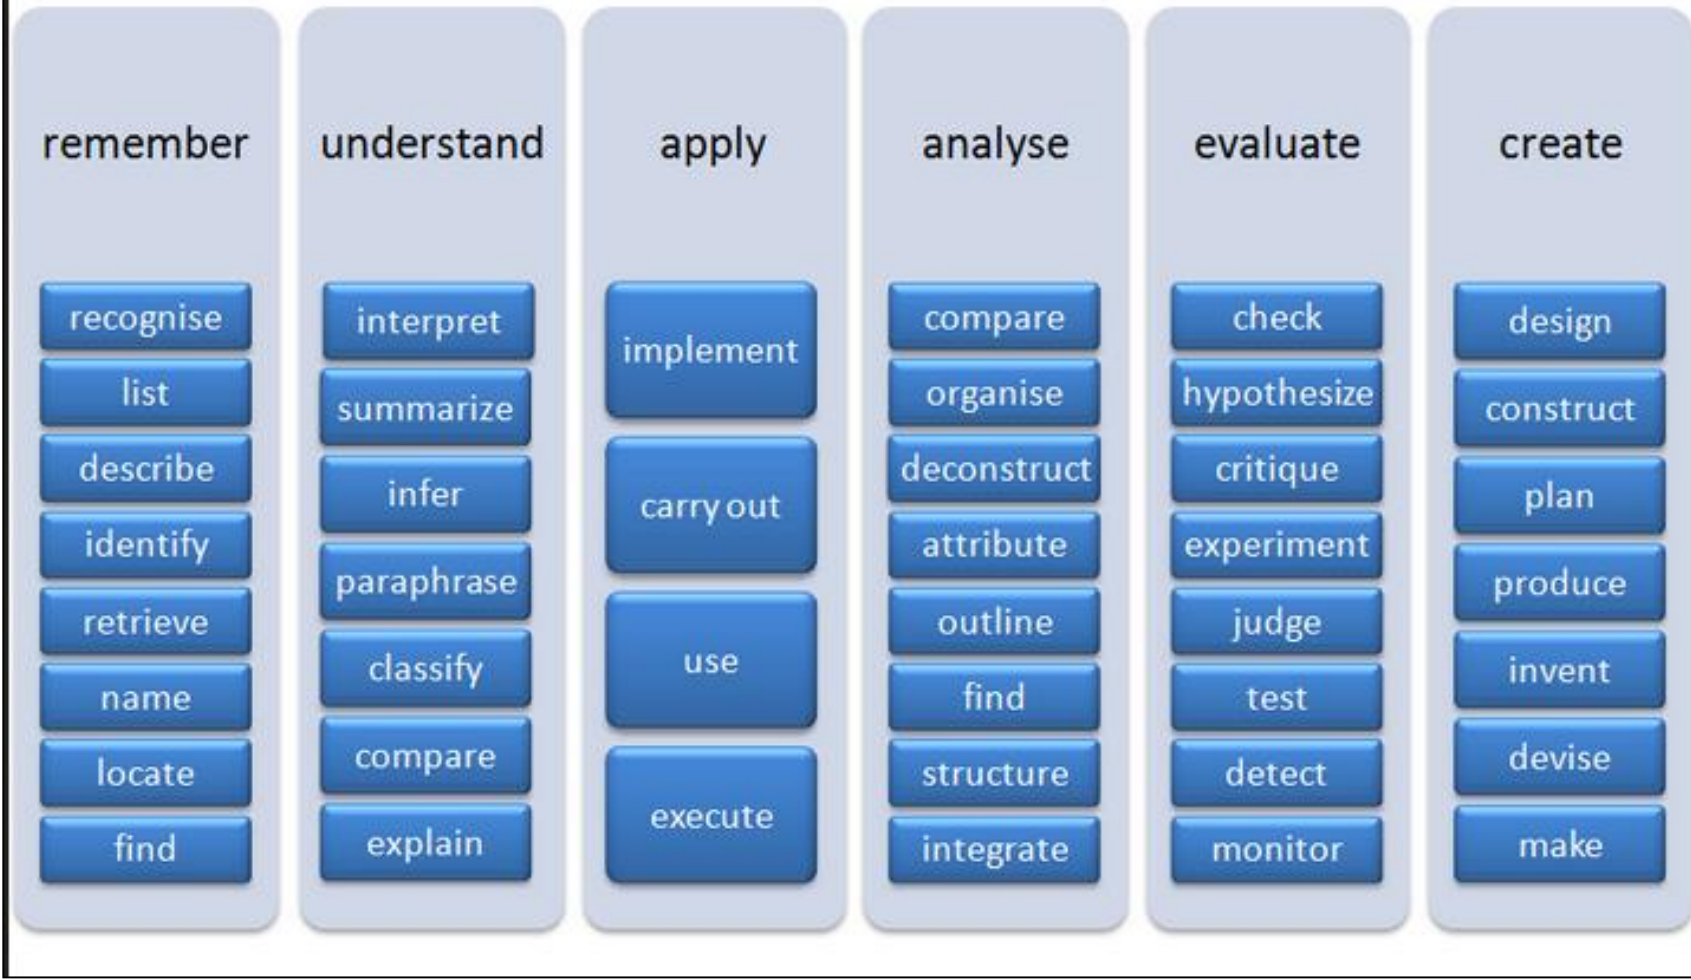 remember
recognise
list
describe
identify
retrieve
name
locate
find
understand
interpret
summarize
infer
paraphrase
classify
compare
explain
apply
implement
carry out
use
execute
analyse
compare
organise
deconstruct
attribute
outline
find
structure
integrate
evaluate
check
hypothesize
critique
experiment
judge
test
detect
monitor
create
design
construct
plan
produce
invent
devise
make